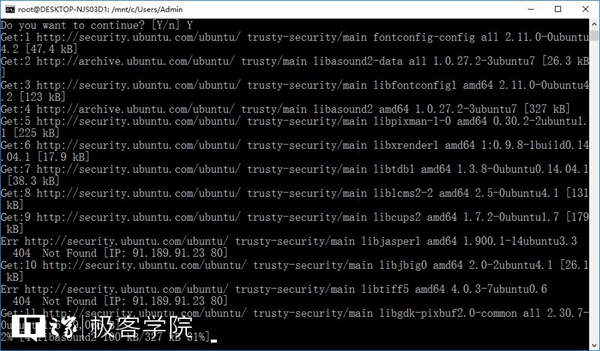 root@DESKTOP-NJS03D1: /mnt/c/Users/Admin
Do you want to continue? [Y/n] Y
Get:1 http://security.ubuntu.com/ubuntu/ trusty-security/main fontconfig-config all 2.11.0-0ubuntu
4.2 [47.4 kB]
Get:2 http://archive.ubuntu.com/ubuntu/ trusty/main libasound2-data all 1.0.27.2-3ubuntu7 [26.3 kB
]
Get:3 http://security.ubuntu.com/ubuntu/ trusty-security/main libfontconfig1 amd64 2.11.0-0ubuntu4
.2 [123 kB]
Get:4 http://archive.ubuntu.com/ubuntu/ trusty/main libasound2 amd64 1.0.27.2-3ubuntu7 [327 kB]
Get:5 http://security.ubuntu.com/ubuntu/ trusty-security/main libpixman-1-0 amd64 0.30.2-2ubuntu1.
1 [225 kB]
Get:6 http://security.ubuntu.com/ubuntu/ trusty-security/main libxrender1 amd64 1:0.9.8-1build0.14
.04.1 [17.9 kB]
Get:7 http://security.ubuntu.com/ubuntu/ trusty-security/main libtdb1 amd64 1.3.8-0ubuntu0.14.04.1
[38.3 kB]
Get:8 http://security.ubuntu.com/ubuntu/ trusty-security/main liblcms2-2 amd64 2.5-0ubuntu4.1 [131
kB]
Get:9 http://security.ubuntu.com/ubuntu/ trusty-security/main libcups2 amd64 1.7.2-0ubuntu1.7 [179
kB]
Err http://security.ubuntu.com/ubuntu/ trusty-security/main libjasper1 amd64 1.900.1-14ubuntu3.3
404 Not Found [IP: 91.189.91.23 80]
Get:10 http://security.ubuntu.com/ubuntu/ trusty-security/main libjbig0 amd64 2.0-2ubuntu4.1 [26.1
kB]
Err http://security.ubuntu.com/ubuntu/ trusty-security/main libtiff5 amd64 4.0.3-7ubuntu0.6
404 Not Found [IP: 91.189.91.23 80]
Get:11 http://security.ubuntu.com/ubuntu/ trusty-security/main libgdk-pixbuf2.0-common all 2.30.7-
IT 极客学院
2% [4 libasound2 100 kB/327 kB 31%]